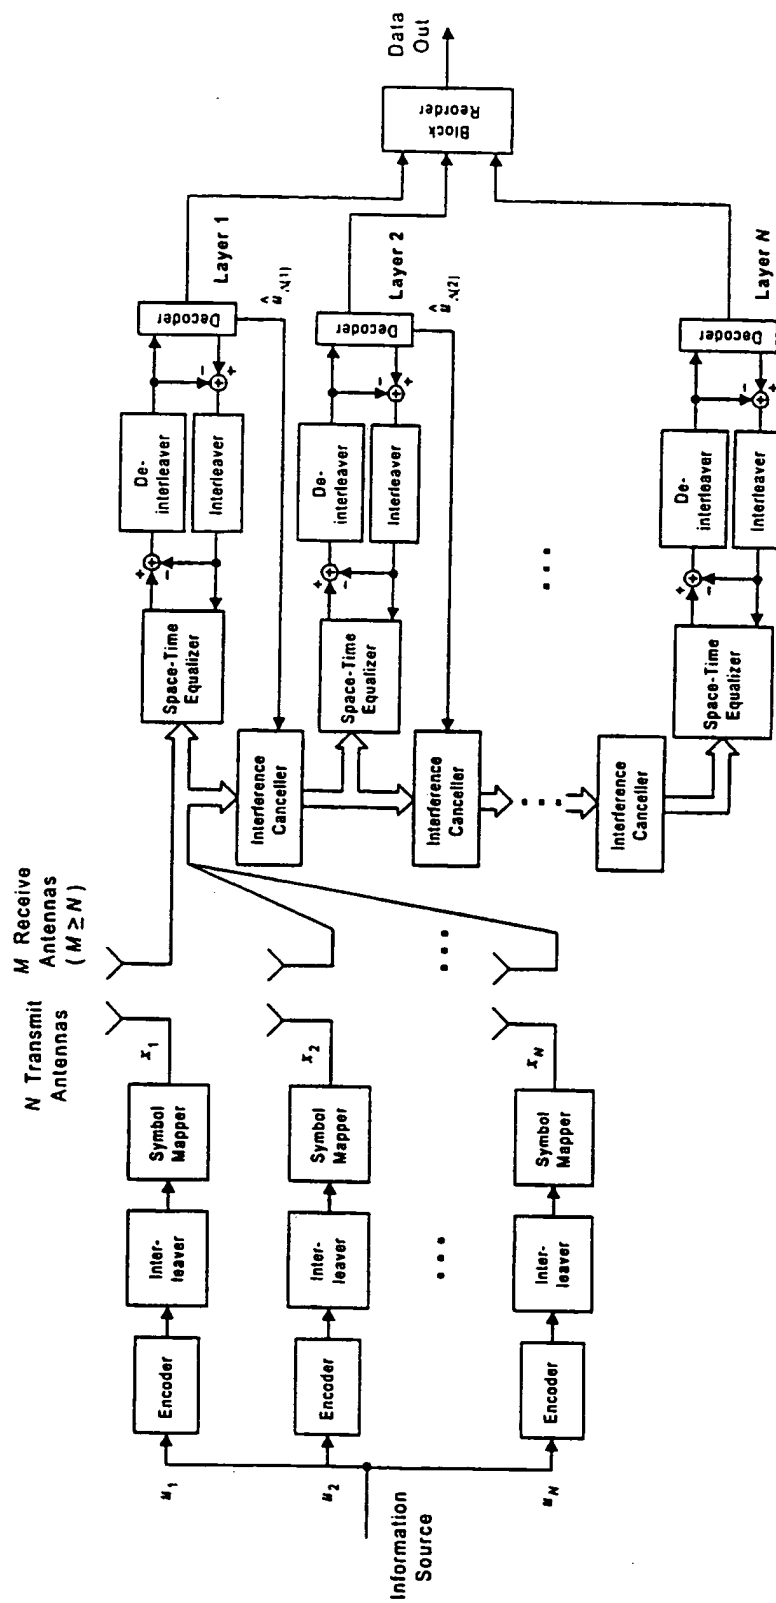 Information
Source
u1
u2
uN
Encoder
Inter-
leaver
Symbol
Mapper
x1
Encoder
Inter-
leaver
Symbol
Mapper
x2
Encoder
Inter-
leaver
Symbol
Mapper
xN
N Transmit
Antennas
M Receive
Antennas
( M ≥ N )
Space-Time
Equalizer
+
−
De-
interleaver
Interleaver
−
+
Decoder
Layer 1
Interference
Canceller
Space-Time
Equalizer
+
−
De-
interleaver
Interleaver
−
+
Decoder
Layer 2
Interference
Canceller
Interference
Canceller
Space-Time
Equalizer
+
−
De-
interleaver
Interleaver
−
+
Decoder
Layer N
Block
Reorder
Data
Out